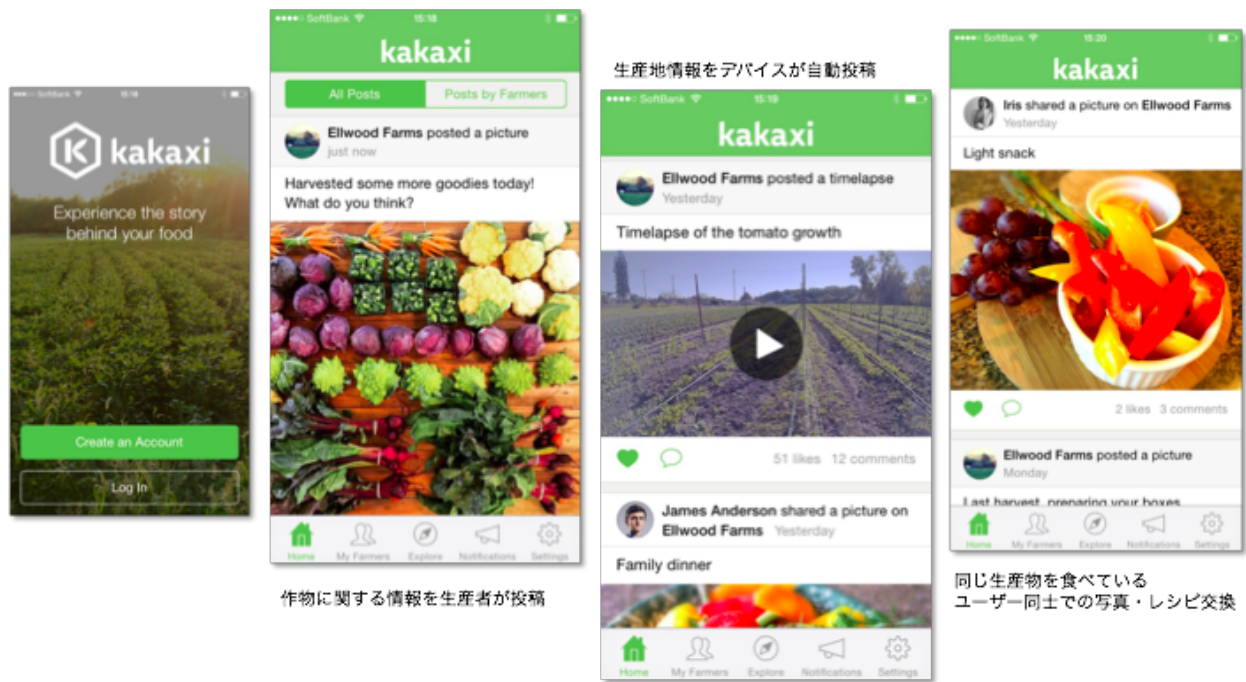 SoftBank 15:18
kakaxi
Experience the story
behind your food
Create an Account
Log In
SoftBank 15:18
kakaxi
All Posts Posts by Farmers
Ellwood Farms posted a picture
just now
Harvested some more goodies today!
What do you think?
Home My Farmers Explore Notifications Settings
作物に関する情報を生産者が投稿
生産地情報をデバイスが自動投稿
SoftBank 15:19
kakaxi
Ellwood Farms posted a timelapse
Yesterday
Timelapse of the tomato growth
51 likes 12 comments
James Anderson shared a picture on
Ellwood Farms Yesterday
Family dinner
Home My Farmers Explore Notifications Settings
SoftBank 15:20
kakaxi
Iris shared a picture on Ellwood Farms
Yesterday
Light snack
2 likes 3 comments
Ellwood Farms posted a picture
Monday
Last harvest, preparing your boxes
Home My Farmers Explore Notifications Settings
同じ生産物を食べている
ユーザー同士での写真・レシピ交換